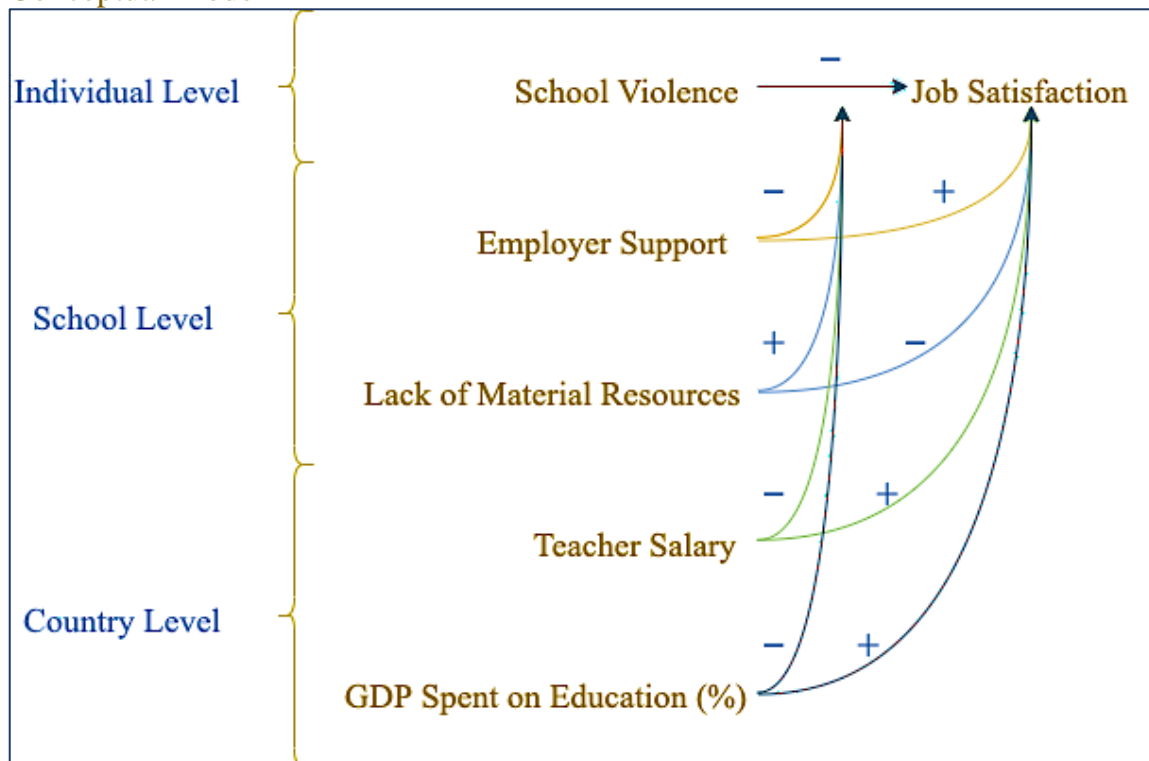 −
Individual Level School Violence Job Satisfaction
− +
Employer Support
School Level
+ −
Lack of Material Resources
− +
Teacher Salary
Country Level
− +
GDP Spent on Education (%)